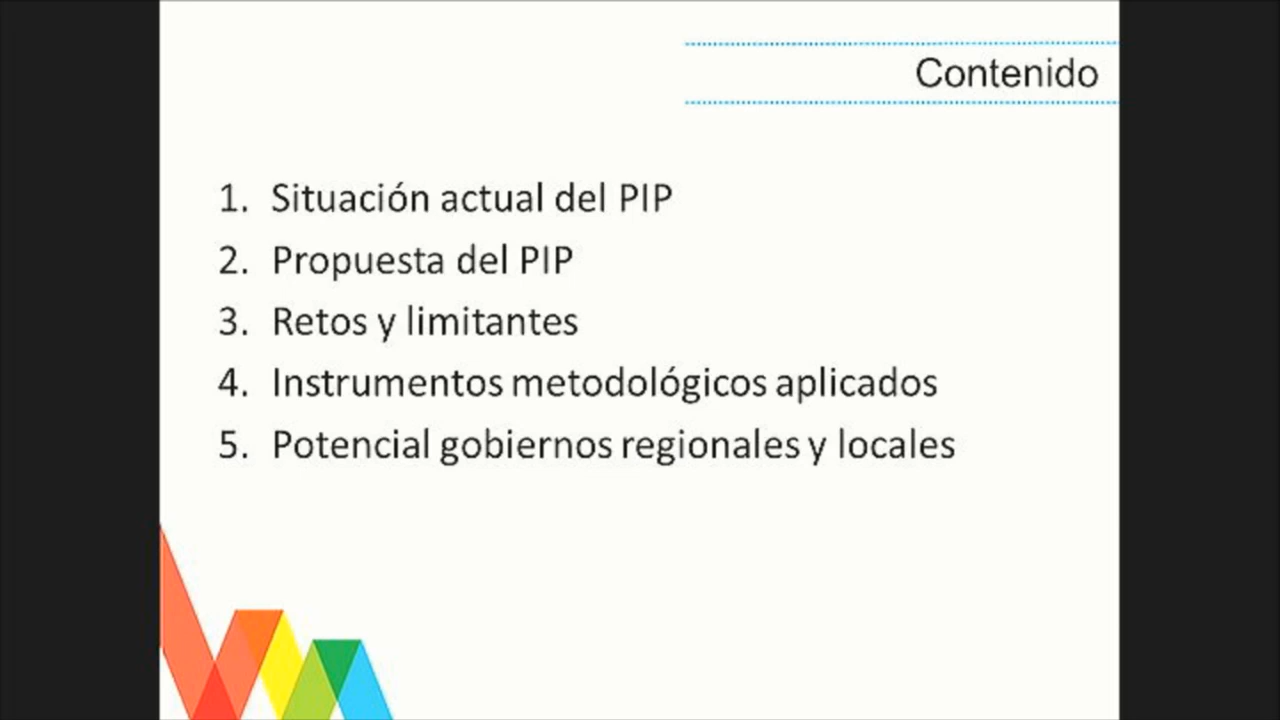 Contenido
1. Situación actual del PIP
2. Propuesta del PIP
3. Retos y limitantes
4. Instrumentos metodológicos aplicados
5. Potencial gobiernos regionales y locales